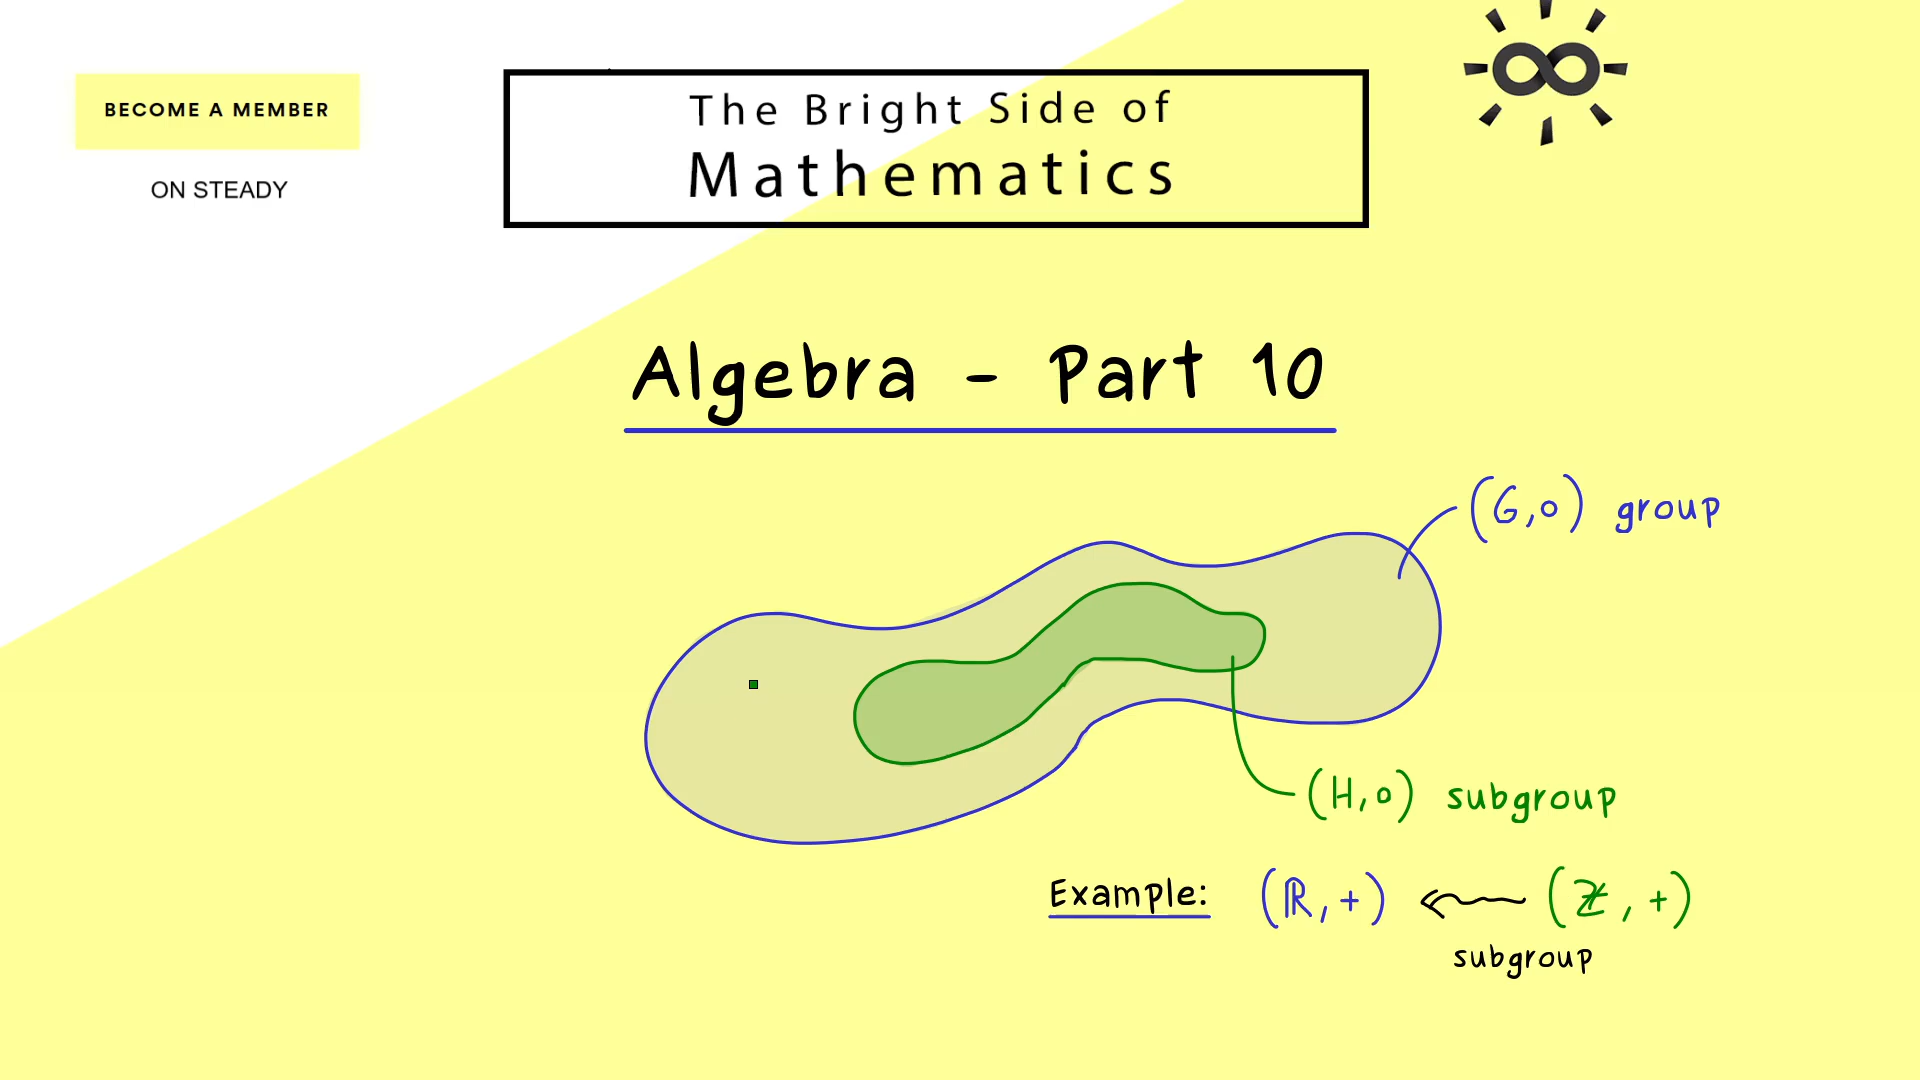 BECOME A MEMBER
ON STEADY
The Bright Side of
Mathematics
Algebra - Part 10
(G,∘) group
(H,∘) subgroup
Example: (ℝ,+) ⟵ (ℤ,+)
subgroup